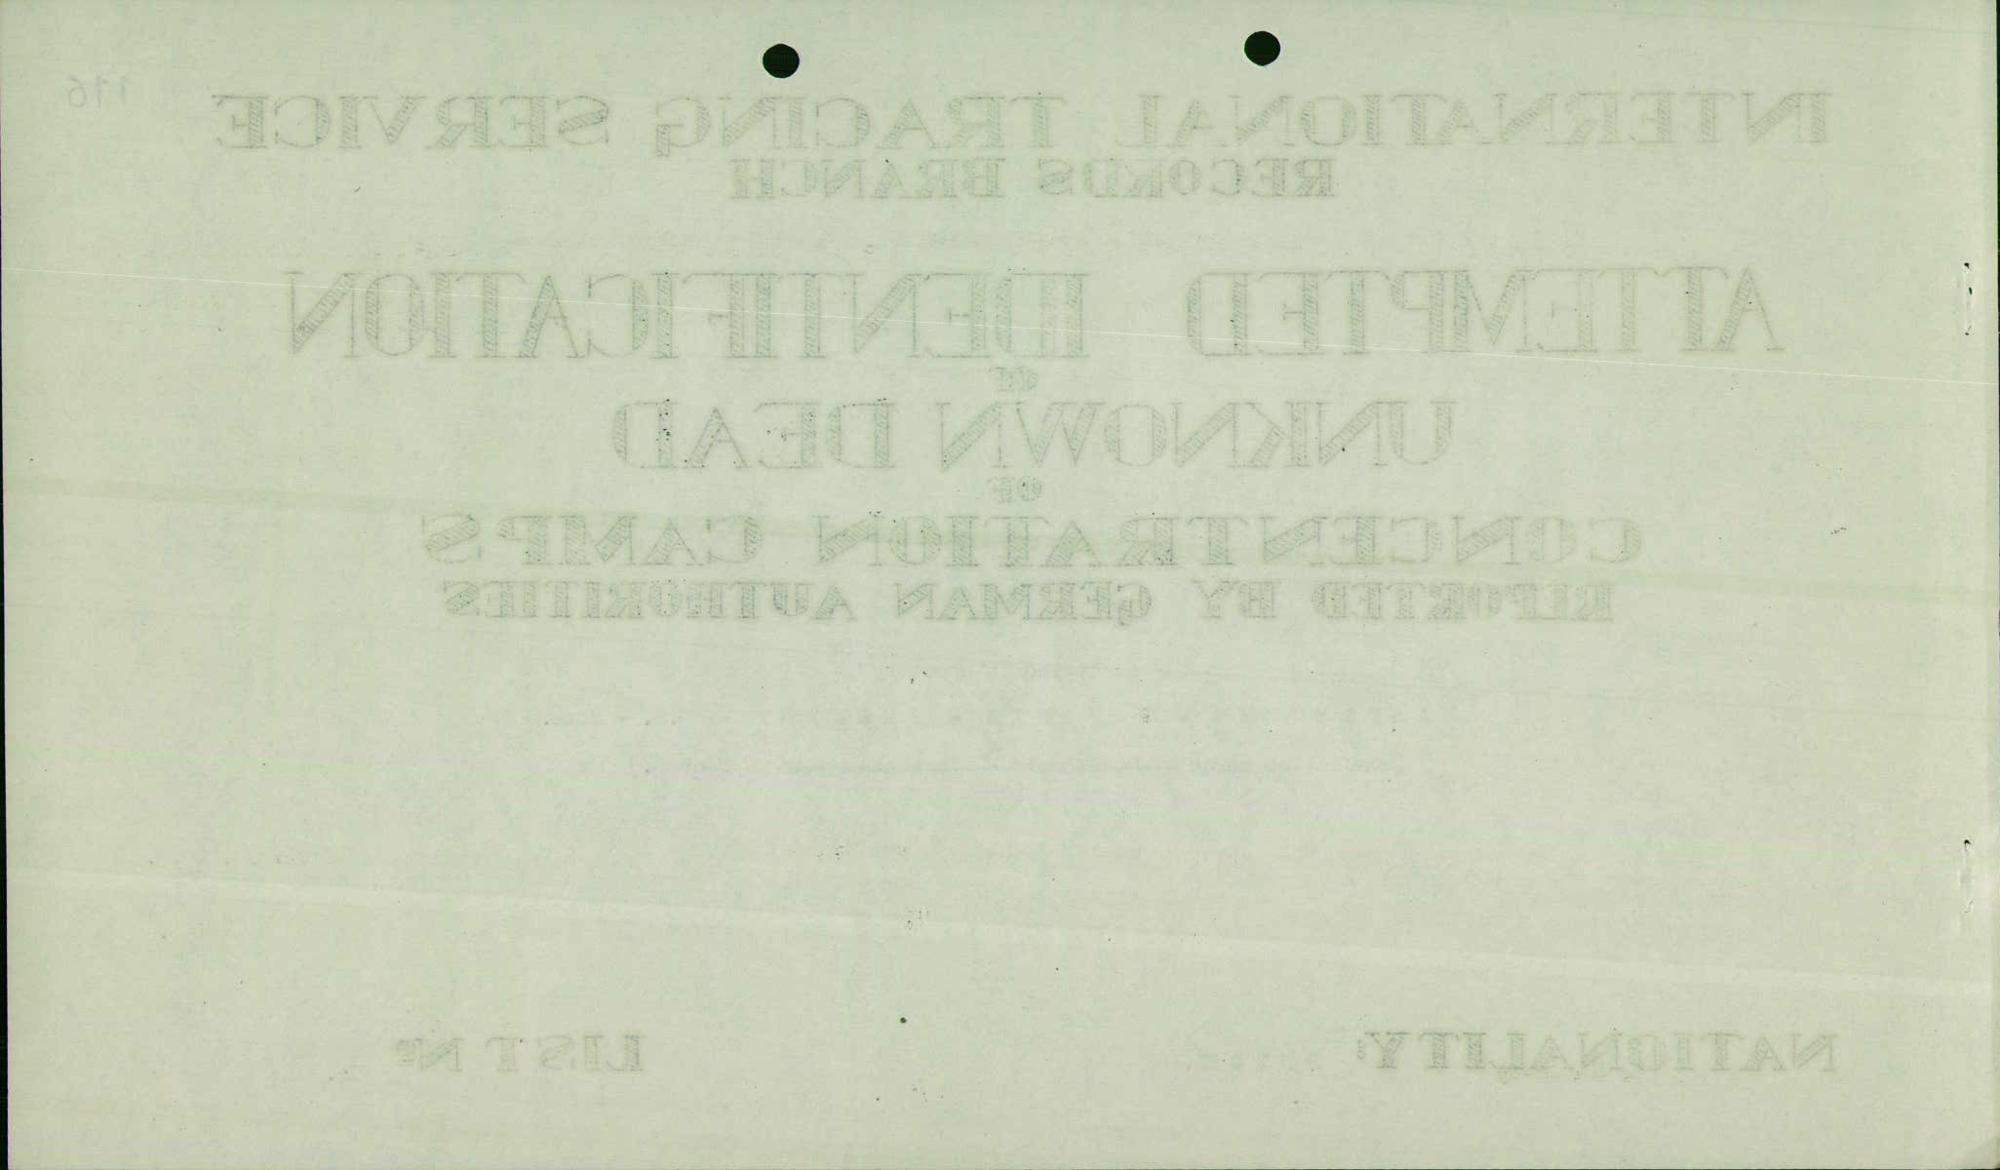 116
INTERNATIONAL TRACING SERVICE
RECORDS BRANCH
ATTEMPTED IDENTIFICATION
OF
UNKNOWN DEAD
OF
CONCENTRATION CAMPS
REPORTED BY GERMAN AUTHORITIES
NATIONALITY: LIST Nº